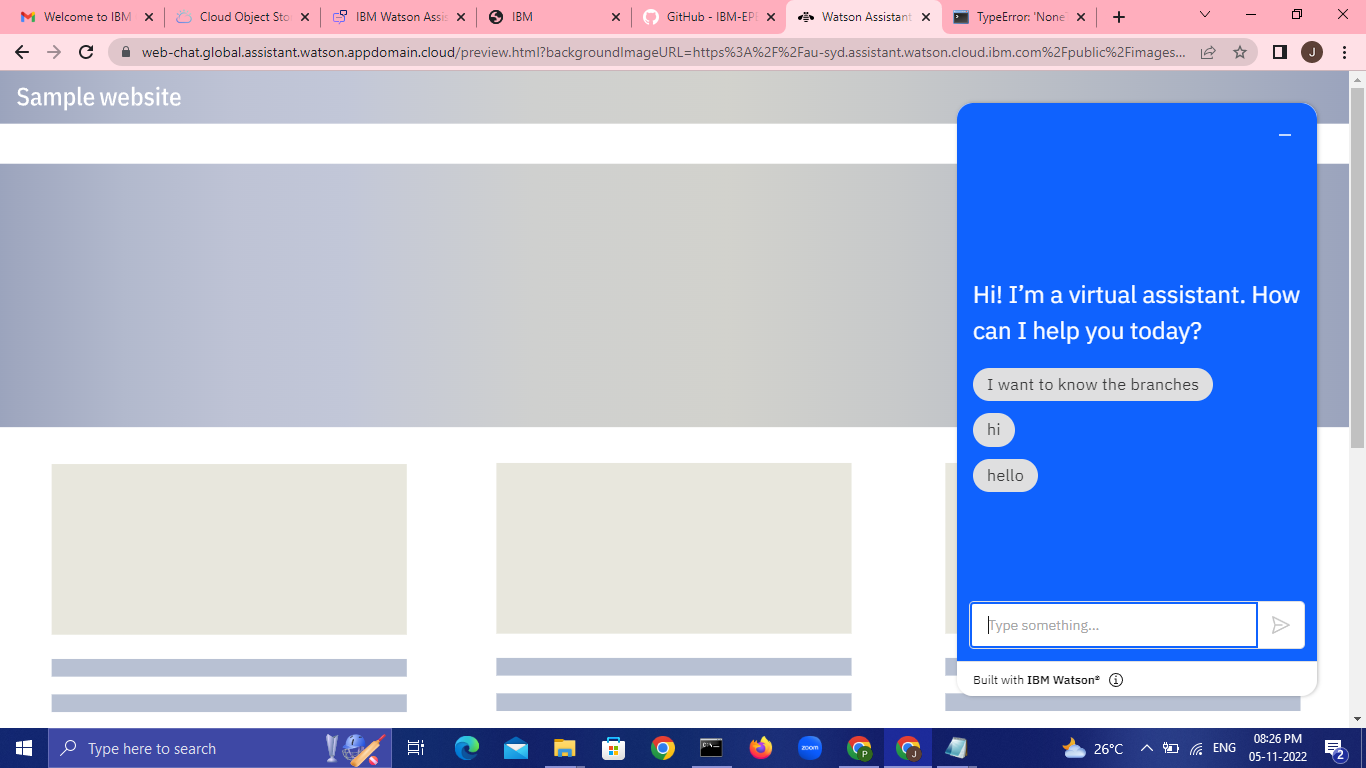 Welcome to IBM
Cloud Object Sto
IBM Watson Assis
IBM
GitHub - IBM-EPB
Watson Assistant
TypeError: 'None
web-chat.global.assistant.watson.appdomain.cloud/preview.html?backgroundImageURL=https%3A%2F%2Fau-syd.assistant.watson.cloud.ibm.com%2Fpublic%2Fimages...
J
Sample website
Hi! I'm a virtual assistant. How
can I help you today?
I want to know the branches
hi
hello
Type something...
Built with IBM Watson®
Type here to search
zoom
P
J
26°C
ENG
08:26 PM
05-11-2022
2